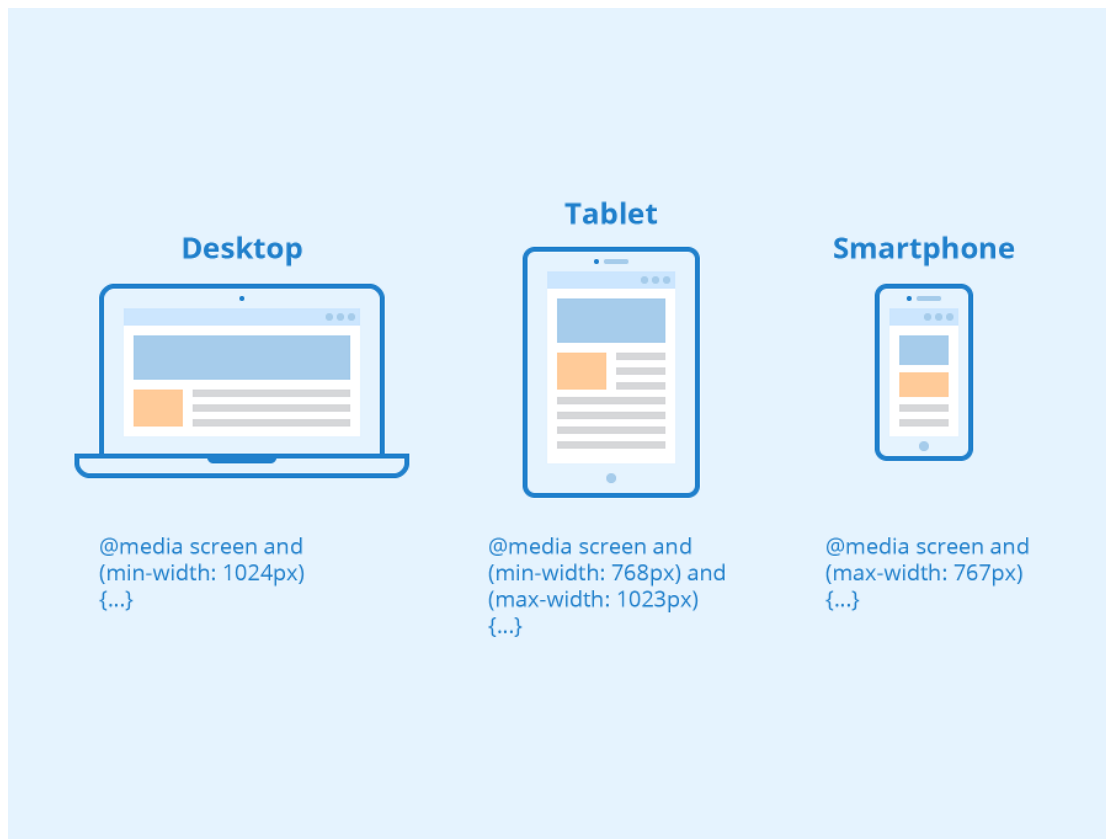 Desktop
@media screen and
(min-width: 1024px)
{...}
Tablet
@media screen and
(min-width: 768px) and
(max-width: 1023px)
{...}
Smartphone
@media screen and
(max-width: 767px)
{...}